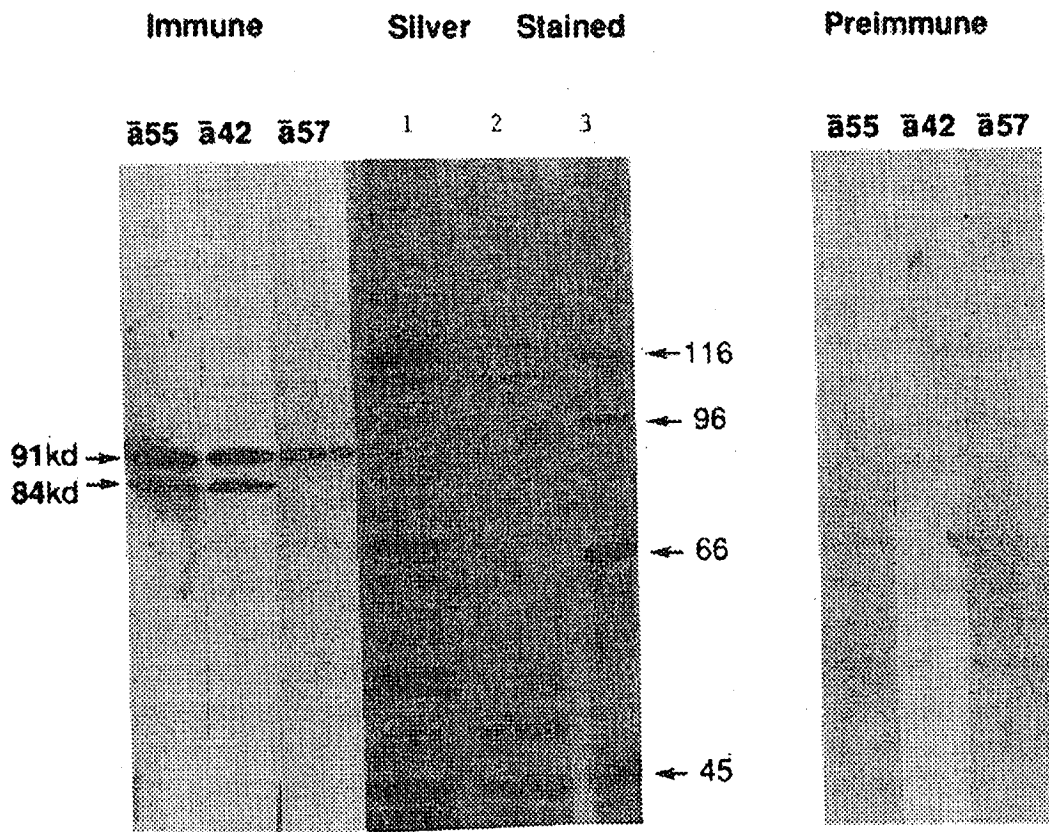 Immune Silver Stained Preimmune
ā55 ā42 ā57 1 2 3 ā55 ā42 ā57
116
96
91kd
84kd
66
45